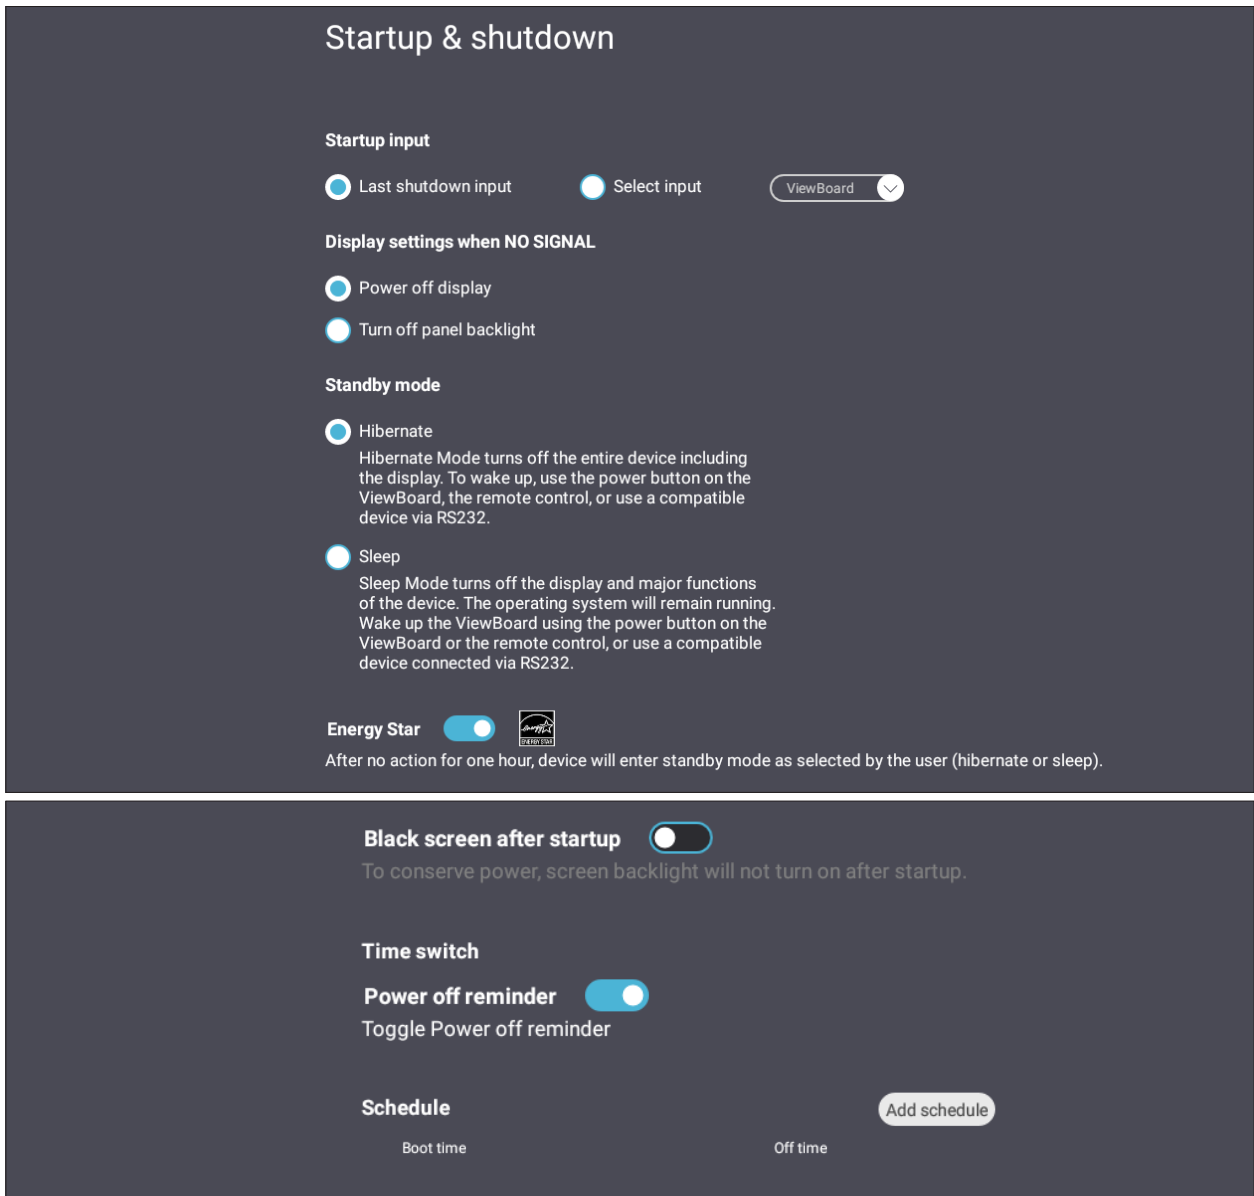 Startup & shutdown
Startup input
Last shutdown input Select input ViewBoard
Display settings when NO SIGNAL
Power off display
Turn off panel backlight
Standby mode
Hibernate
Hibernate Mode turns off the entire device including
the display. To wake up, use the power button on the
ViewBoard, the remote control, or use a compatible
device via RS232.
Sleep
Sleep Mode turns off the display and major functions
of the device. The operating system will remain running.
Wake up the ViewBoard using the power button on the
ViewBoard or the remote control, or use a compatible
device connected via RS232.
Energy Star energy ENERGY STAR
After no action for one hour, device will enter standby mode as selected by the user (hibernate or sleep).
Black screen after startup
To conserve power, screen backlight will not turn on after startup.
Time switch
Power off reminder
Toggle Power off reminder
Schedule Add schedule
Boot time Off time